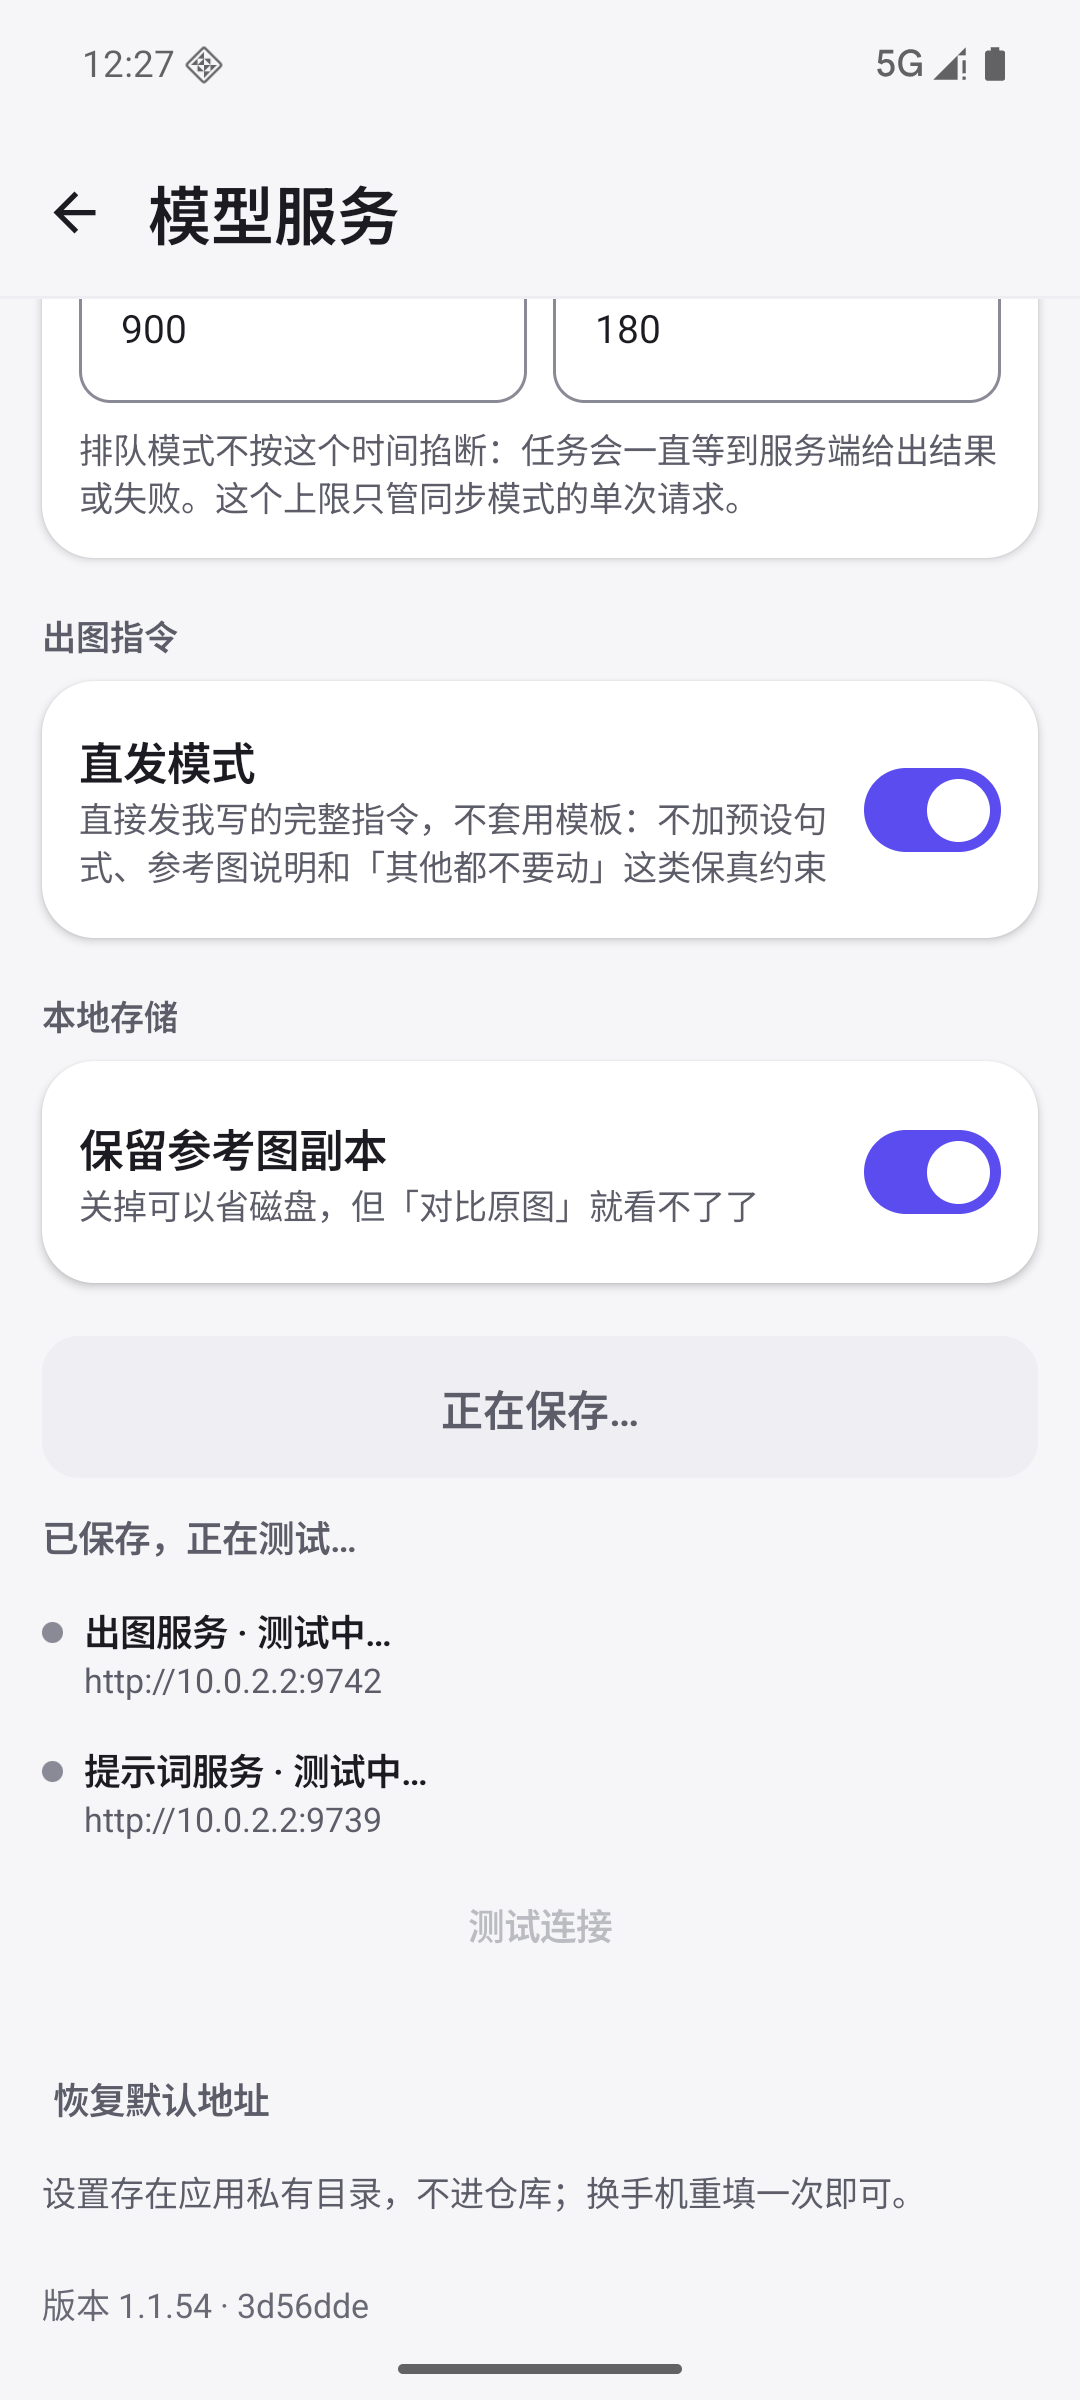 12:27
5G
模型服务
900
180
排队模式不按这个时间掐断：任务会一直等到服务端给出结果
或失败。这个上限只管同步模式的单次请求。
出图指令
直发模式
直接发我写的完整指令，不套用模板：不加预设句
式、参考图说明和「其他都不要动」这类保真约束
本地存储
保留参考图副本
关掉可以省磁盘，但「对比原图」就看不了了
正在保存…
已保存，正在测试…
出图服务 · 测试中…
http://10.0.2.2:9742
提示词服务 · 测试中…
http://10.0.2.2:9739
测试连接
恢复默认地址
设置存在应用私有目录，不进仓库；换手机重填一次即可。
版本 1.1.54 · 3d56dde